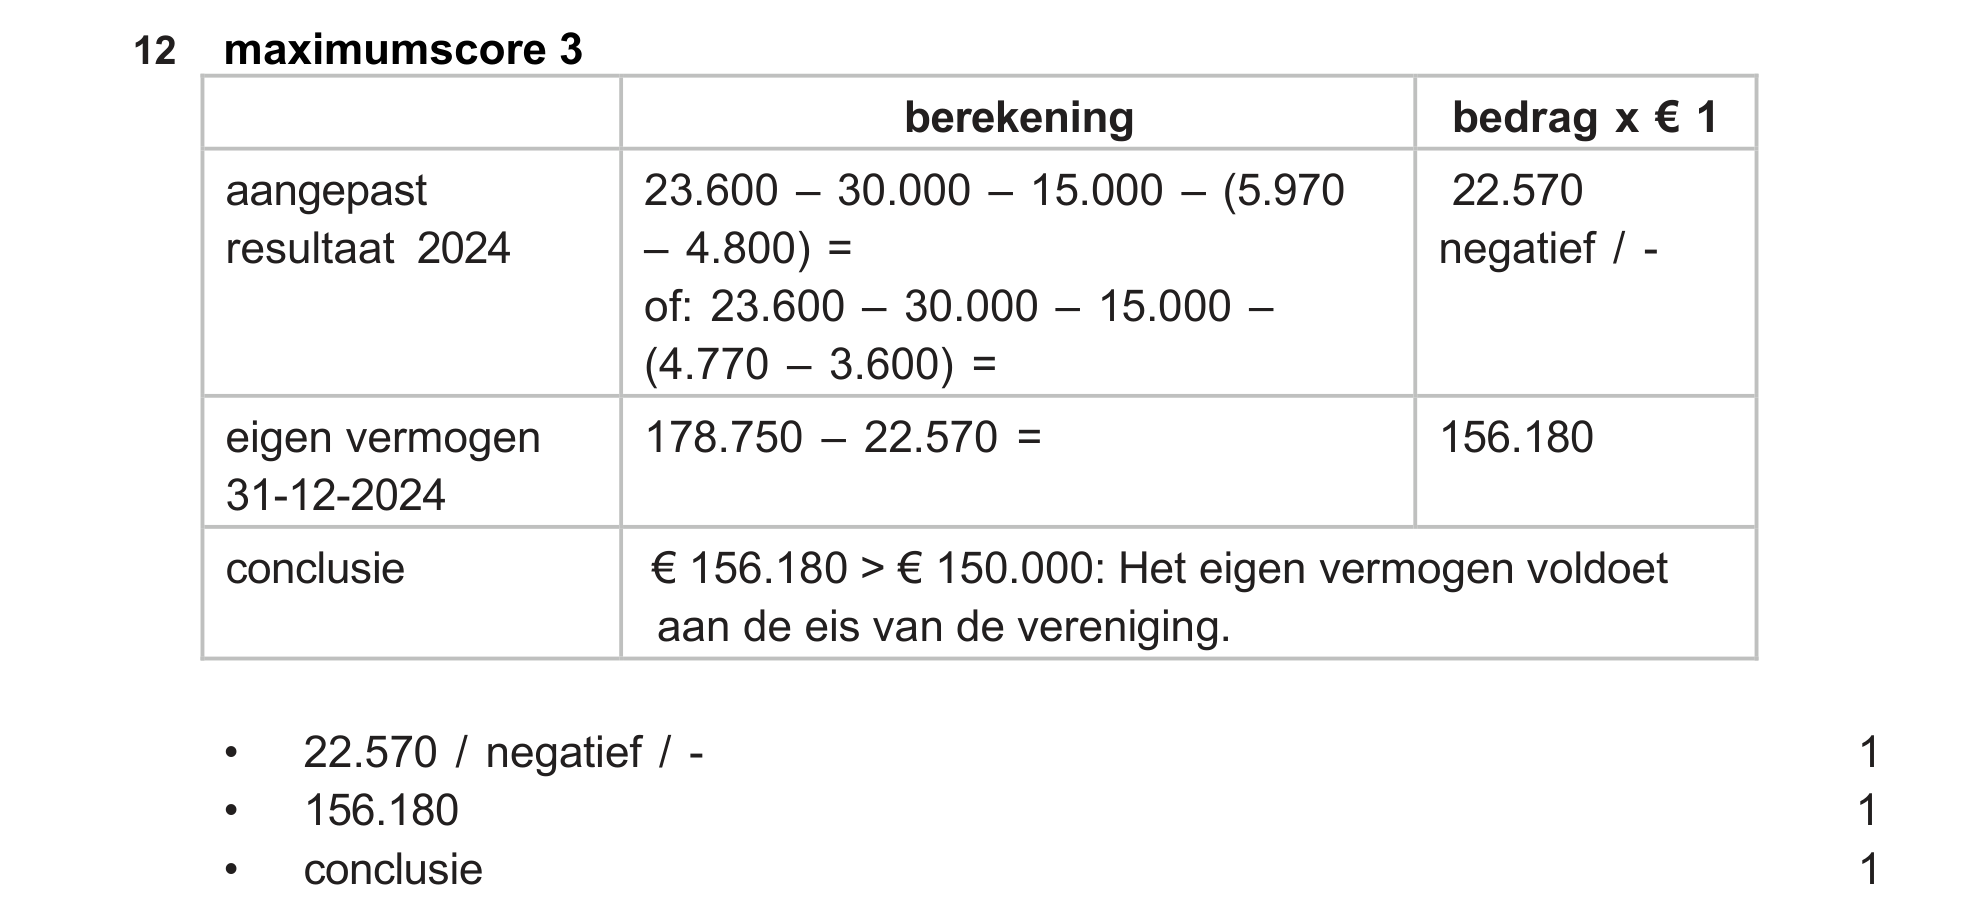 12 maximumscore 3
berekening bedrag x € 1
aangepast 23.600 – 30.000 – 15.000 – (5.970 22.570
resultaat 2024 – 4.800) = negatief / -
of: 23.600 – 30.000 – 15.000 –
(4.770 – 3.600) =
eigen vermogen 178.750 – 22.570 = 156.180
31-12-2024
conclusie € 156.180 > € 150.000: Het eigen vermogen voldoet
aan de eis van de vereniging.
• 22.570 / negatief / - 1
• 156.180 1
• conclusie 1